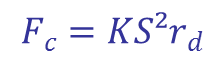 F_c = KS^2r_d